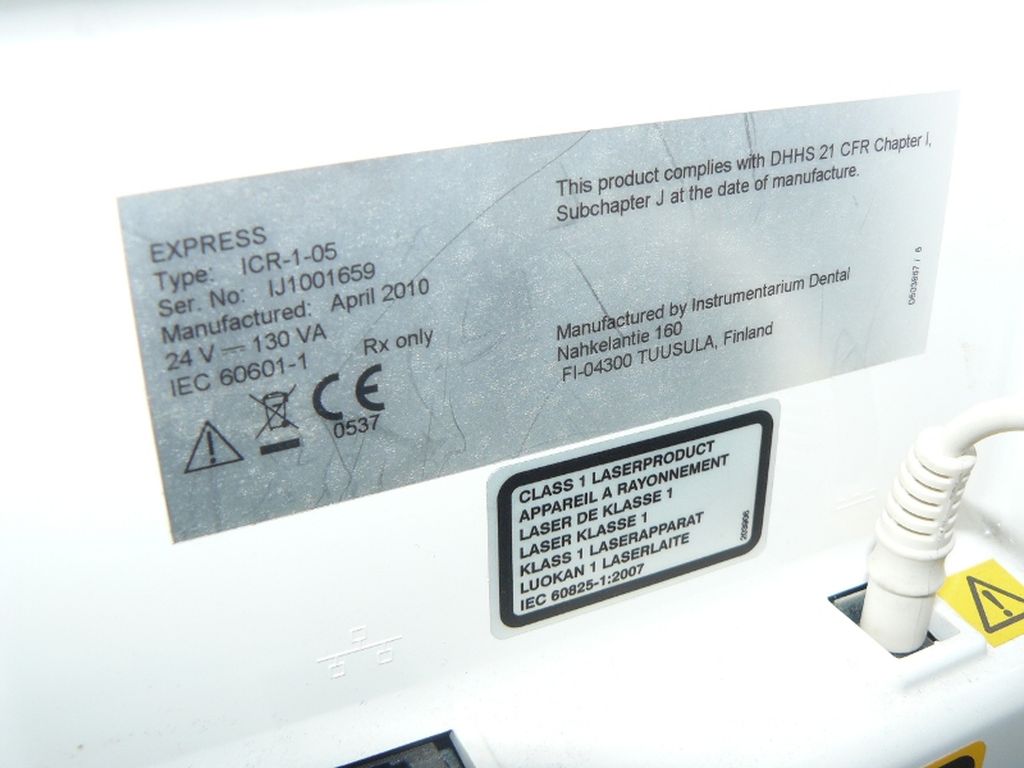 EXPRESS
Type: ICR-1-05
Ser. No: IJ1001659
Manufactured: April 2010
24 V ⎓ 130 VA
IEC 60601-1
Rx only
CE
0537
This product complies with DHHS 21 CFR Chapter I,
Subchapter J at the date of manufacture.
Manufactured by Instrumentarium Dental
Nahkelantie 160
FI-04300 TUUSULA, Finland
CLASS 1 LASERPRODUCT
APPAREIL A RAYONNEMENT
LASER DE KLASSE 1
LASER KLASSE 1
KLASS 1 LASERAPPARAT
LUOKAN 1 LASERLAITE
IEC 60825-1:2007
203906